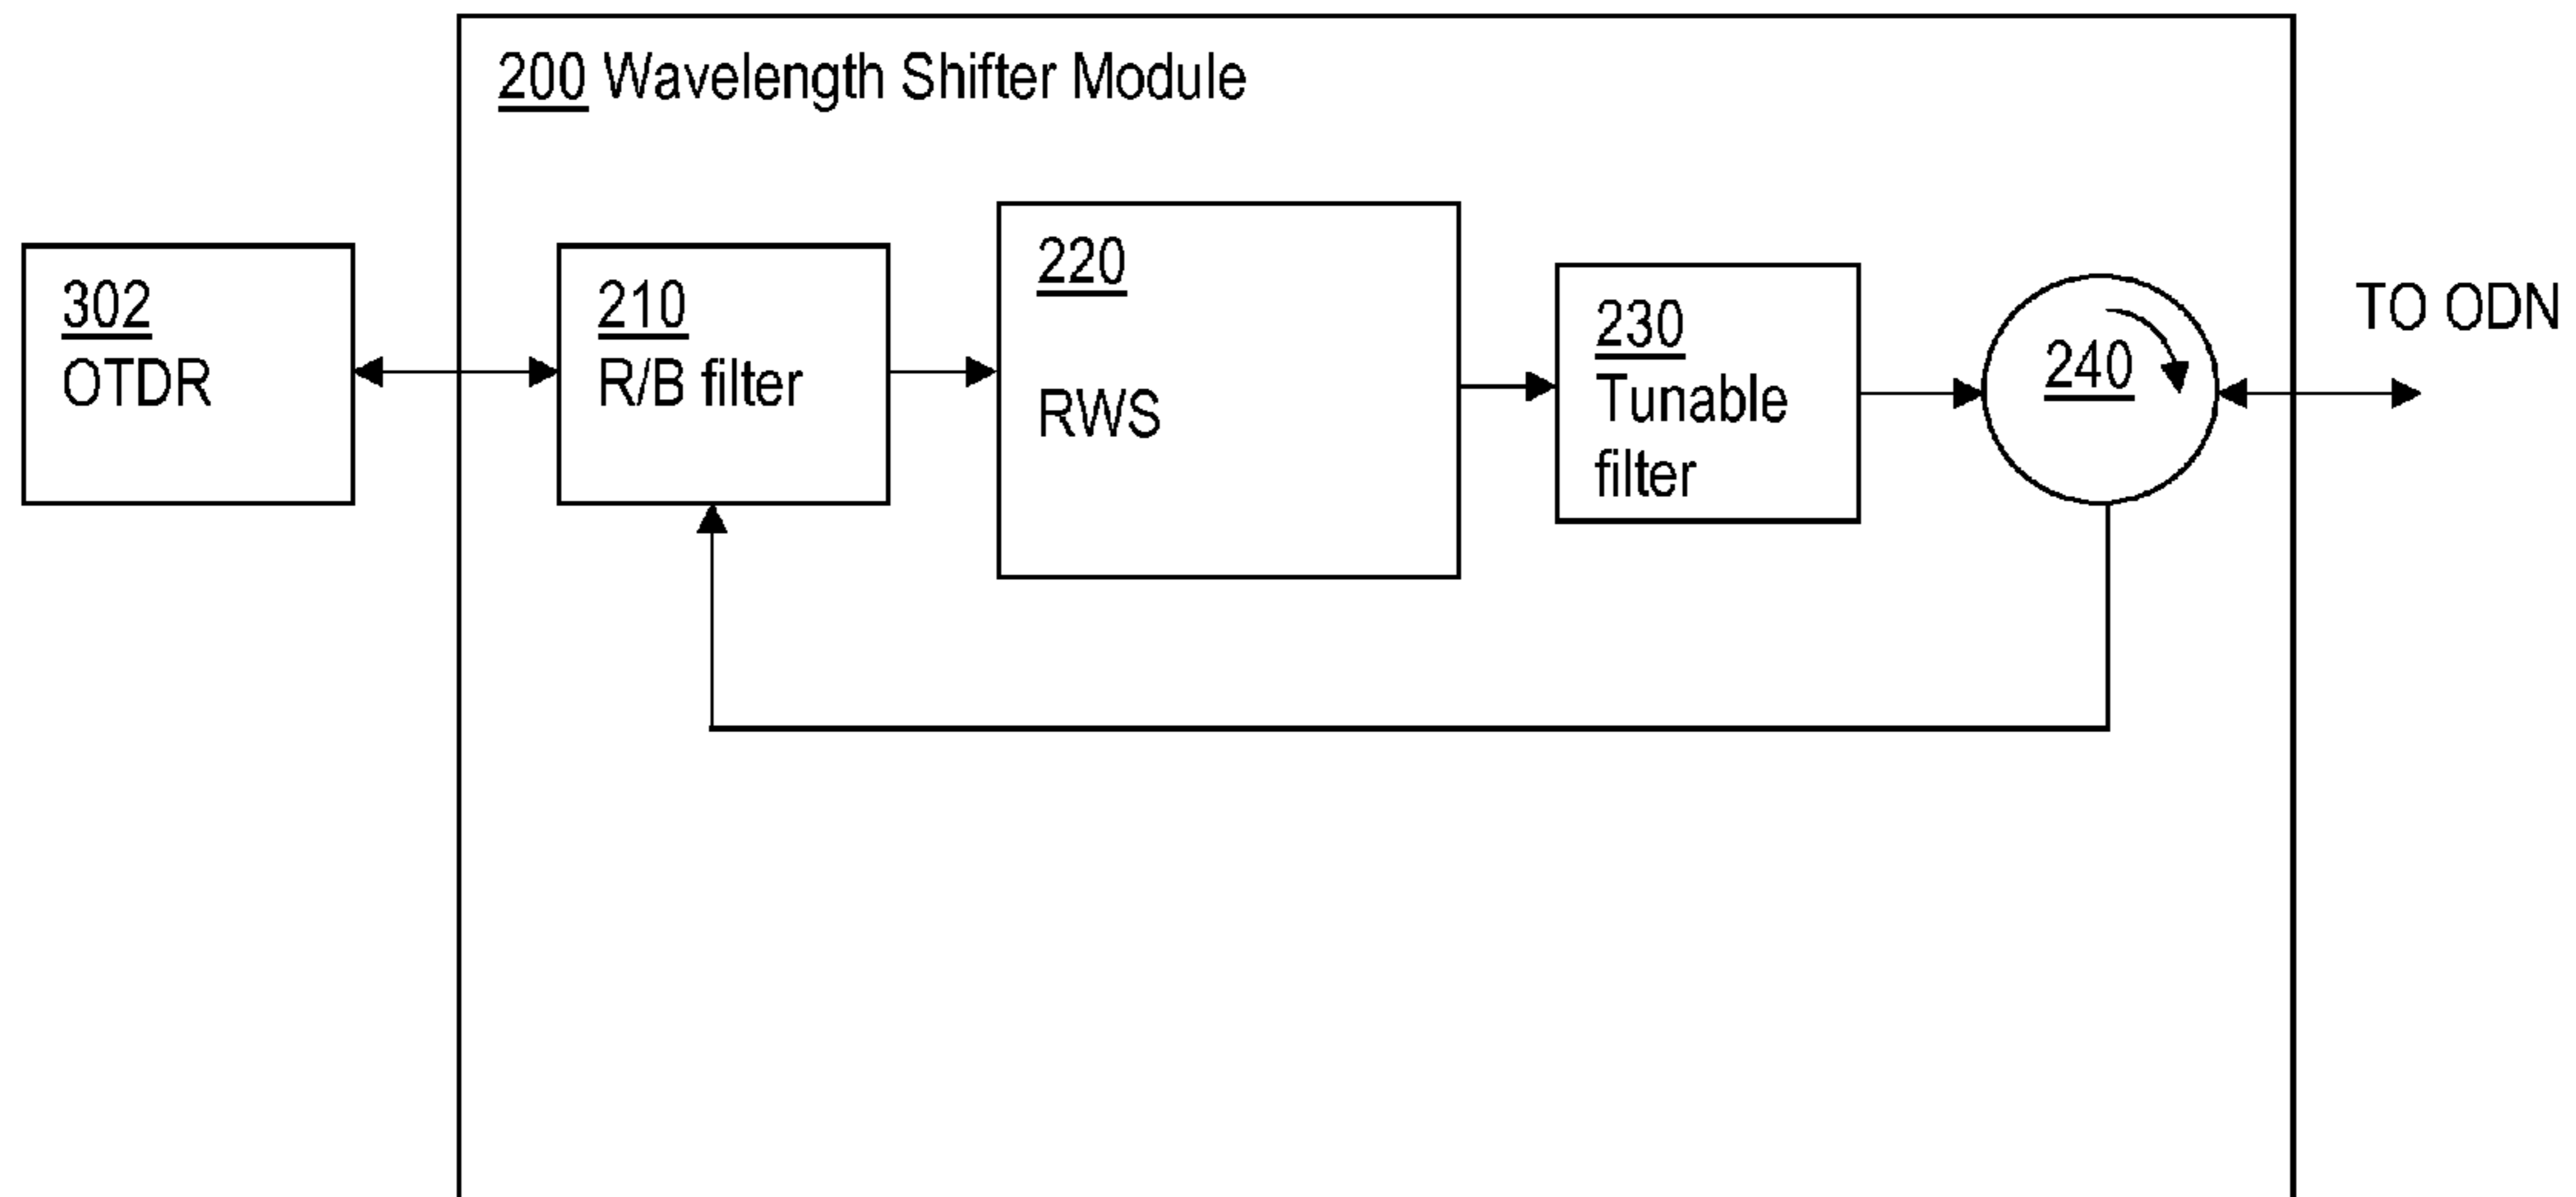 200 Wavelength Shifter Module
302
OTDR
210
R/B filter
220
RWS
230
Tunable
filter
240
TO ODN